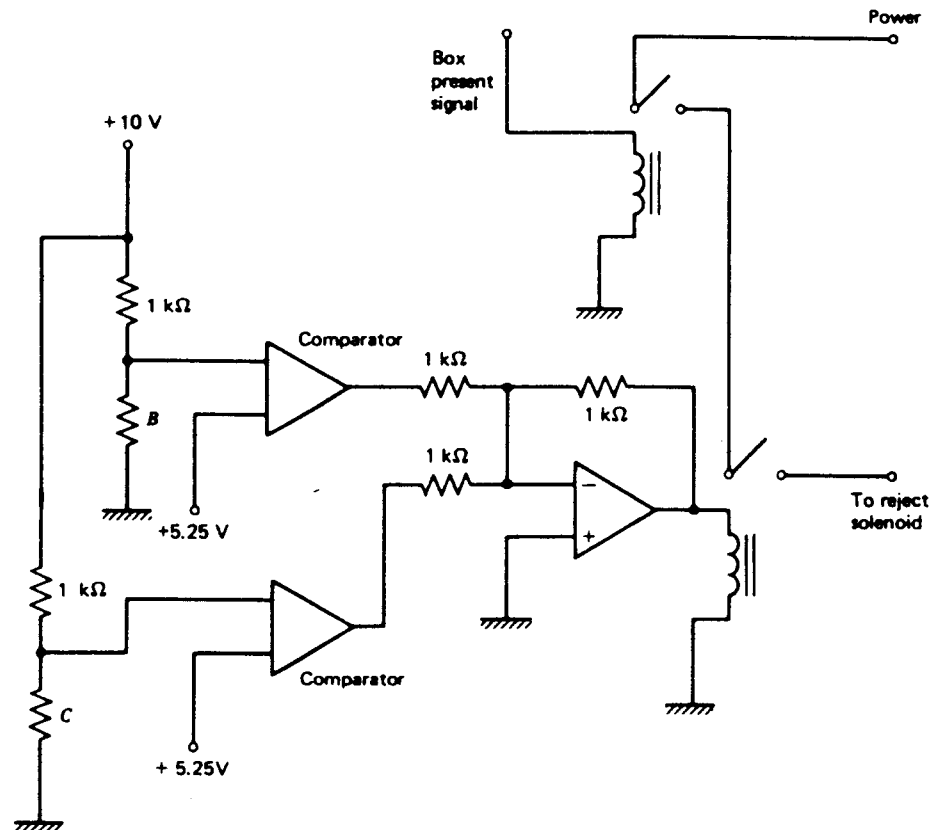 Power
Box
present
signal
+10 V
1 kΩ
Comparator
1 kΩ
1 kΩ
B
1 kΩ
−
+
To reject
solenoid
+5.25 V
1 kΩ
Comparator
C
+ 5.25V